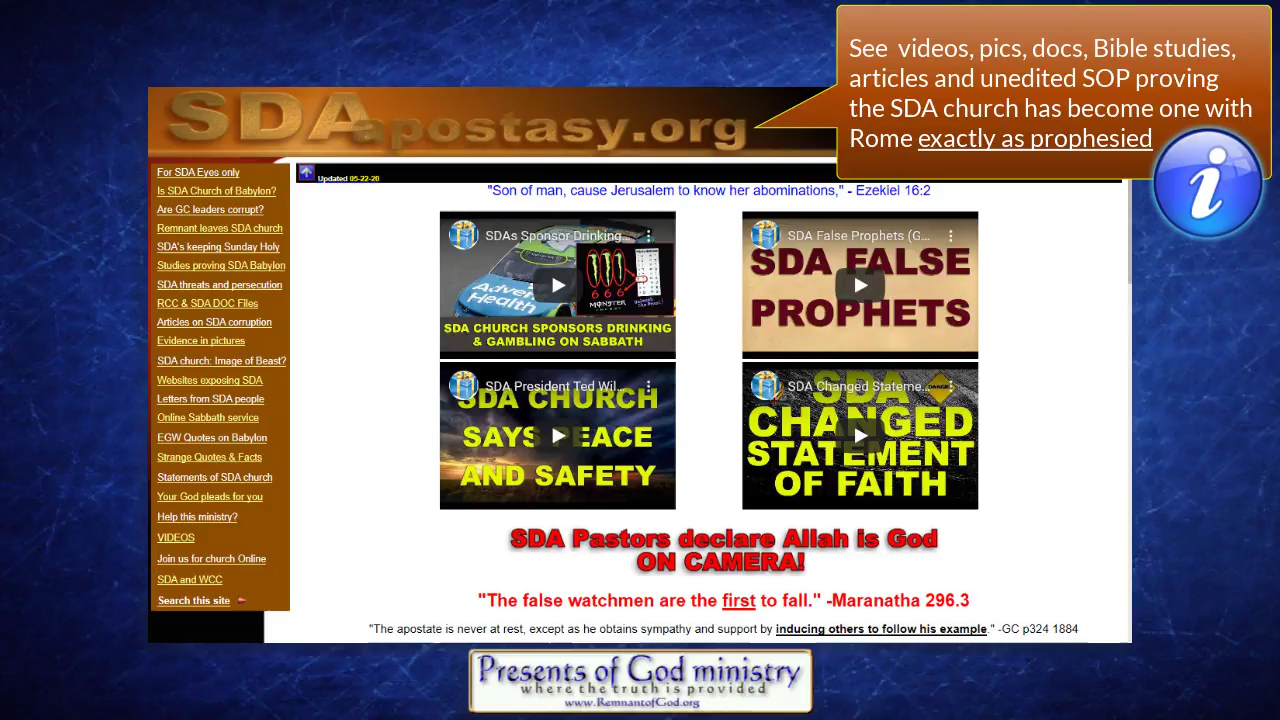 See videos, pics, docs, Bible studies,
articles and unedited SOP proving
the SDA church has become one with
Rome exactly as prophesied
i
SDAapostasy.org
For SDA Eyes only
Is SDA Church of Babylon?
Are GC leaders corrupt?
Remnant leaves SDA church
SDA's keeping Sunday Holy
Studies proving SDA Babylon
SDA threats and persecution
RCC & SDA DOC Files
Articles on SDA corruption
Evidence in pictures
SDA church: Image of Beast?
Websites exposing SDA
Letters from SDA people
Online Sabbath service
EGW Quotes on Babylon
Strange Quotes & Facts
Statements of SDA church
Your God pleads for you
Help this ministry?
VIDEOS
Join us for church Online
SDA and WCC
Search this site
Updated 05-22-20
"Son of man, cause Jerusalem to know her abominations," - Ezekiel 16:2
SDAs Sponsor Drinking...
Health
6 6 6
MONSTER
SDA CHURCH SPONSORS DRINKING
& GAMBLING ON SABBATH
SDA False Prophets (G...
SDA FALSE
PROPHETS
SDA President Ted Wil...
SDA CHURCH
SAYS PEACE
AND SAFETY
SDA Changed Stateme...
DANGER
SDA
CHANGED
STATEMENT
OF FAITH
SDA Pastors declare Allah is God
ON CAMERA!
"The false watchmen are the first to fall." -Maranatha 296.3
"The apostate is never at rest, except as he obtains sympathy and support by inducing others to follow his example." -GC p324 1884
Presents of God ministry
where the truth is provided
www.RemnantofGod.org